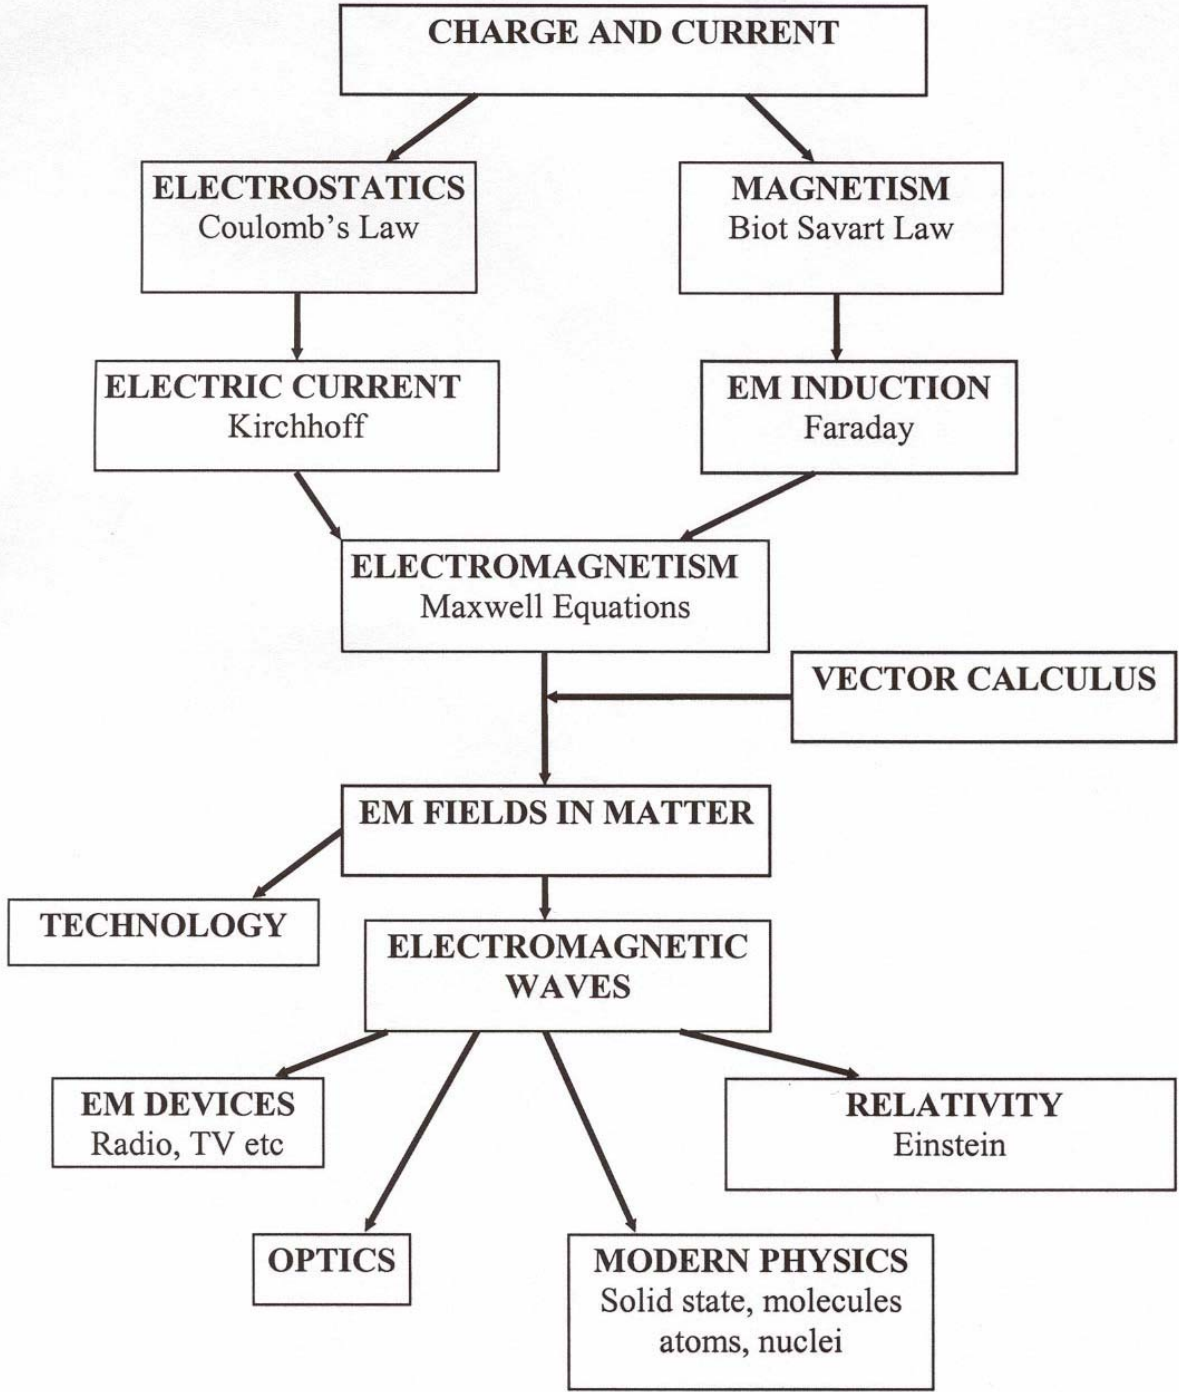 CHARGE AND CURRENT
ELECTROSTATICS
Coulomb's Law
MAGNETISM
Biot Savart Law
ELECTRIC CURRENT
Kirchhoff
EM INDUCTION
Faraday
ELECTROMAGNETISM
Maxwell Equations
VECTOR CALCULUS
EM FIELDS IN MATTER
TECHNOLOGY
ELECTROMAGNETIC
WAVES
EM DEVICES
Radio, TV etc
RELATIVITY
Einstein
OPTICS
MODERN PHYSICS
Solid state, molecules
atoms, nuclei